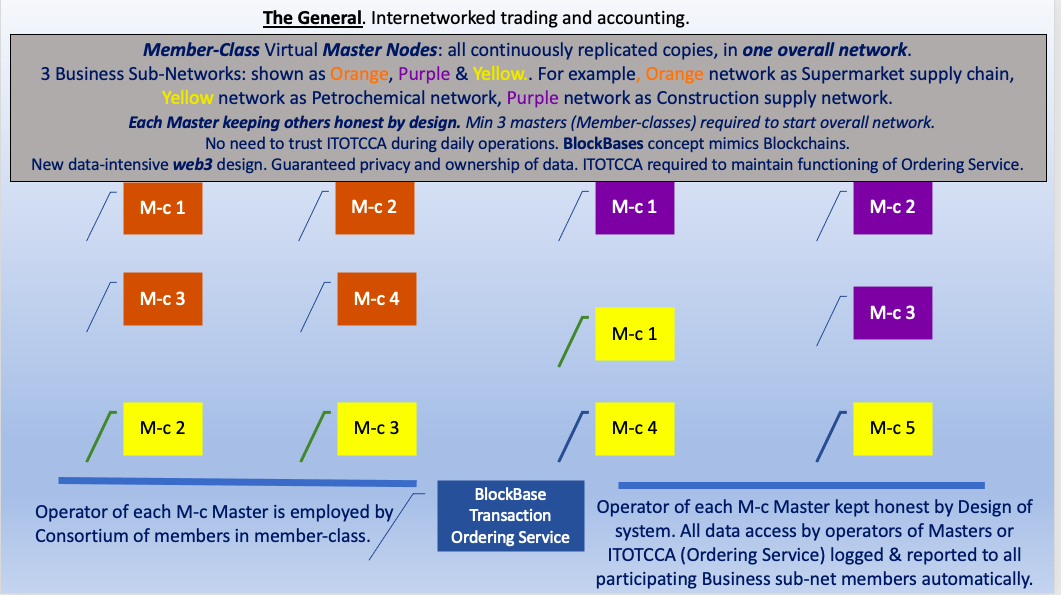 The General. Internetworked trading and accounting.
Member-Class Virtual Master Nodes: all continuously replicated copies, in one overall network.
3 Business Sub-Networks: shown as Orange, Purple & Yellow.. For example, Orange network as Supermarket supply chain,
Yellow network as Petrochemical network, Purple network as Construction supply network.
Each Master keeping others honest by design. Min 3 masters (Member-classes) required to start overall network.
No need to trust ITOTCCA during daily operations. BlockBases concept mimics Blockchains.
New data-intensive web3 design. Guaranteed privacy and ownership of data. ITOTCCA required to maintain functioning of Ordering Service.
M-c 1
M-c 2
M-c 1
M-c 2
M-c 3
M-c 4
M-c 3
M-c 1
M-c 2
M-c 3
M-c 4
M-c 5
Operator of each M-c Master is employed by
Consortium of members in member-class.
BlockBase
Transaction
Ordering Service
Operator of each M-c Master kept honest by Design of
system. All data access by operators of Masters or
ITOTCCA (Ordering Service) logged & reported to all
participating Business sub-net members automatically.